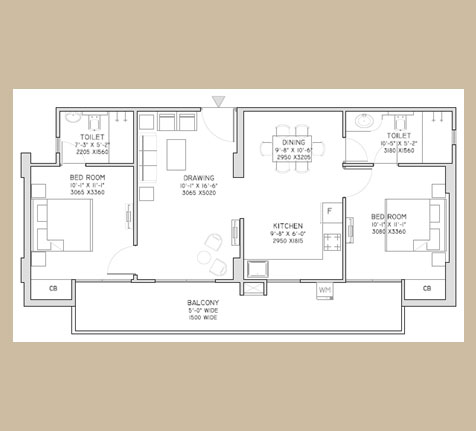 TOILET
7'-3" X 5'-2"
2205 X1560
BED ROOM
10'-1" X 11'-1"
3065 X3360
CB
DRAWING
10'-1" X 16'-6"
3065 X5020
DINING
9'-8" X 10'-6"
2950 X3205
KITCHEN
9'-8" X 6'-0"
2950 X1815
F
TOILET
10'-5" X 5'-2"
3180 X1560
BED ROOM
10'-1" X 11'-1"
3080 X3360
CB
WM
BALCONY
5'-0" WIDE
1500 WIDE